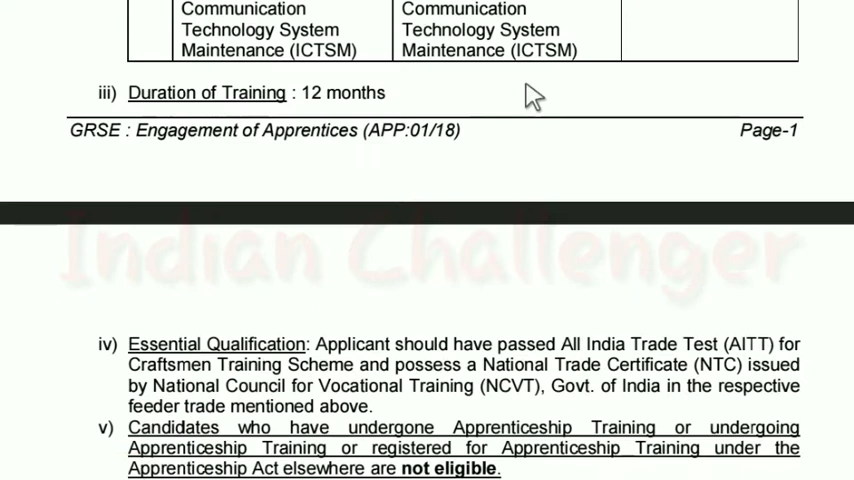 Communication Communication
Technology System Technology System
Maintenance (ICTSM) Maintenance (ICTSM)
iii) Duration of Training : 12 months
GRSE : Engagement of Apprentices (APP:01/18) Page-1
Indian Challenger
iv) Essential Qualification: Applicant should have passed All India Trade Test (AITT) for
Craftsmen Training Scheme and possess a National Trade Certificate (NTC) issued
by National Council for Vocational Training (NCVT), Govt. of India in the respective
feeder trade mentioned above.
v) Candidates who have undergone Apprenticeship Training or undergoing
Apprenticeship Training or registered for Apprenticeship Training under the
Apprenticeship Act elsewhere are not eligible.